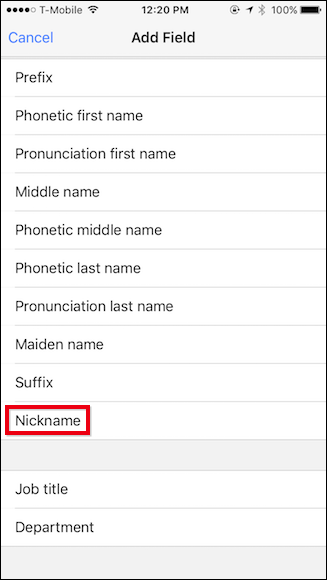 T-Mobile 12:20 PM 100%
Cancel Add Field
Prefix
Phonetic first name
Pronunciation first name
Middle name
Phonetic middle name
Phonetic last name
Pronunciation last name
Maiden name
Suffix
Nickname
Job title
Department